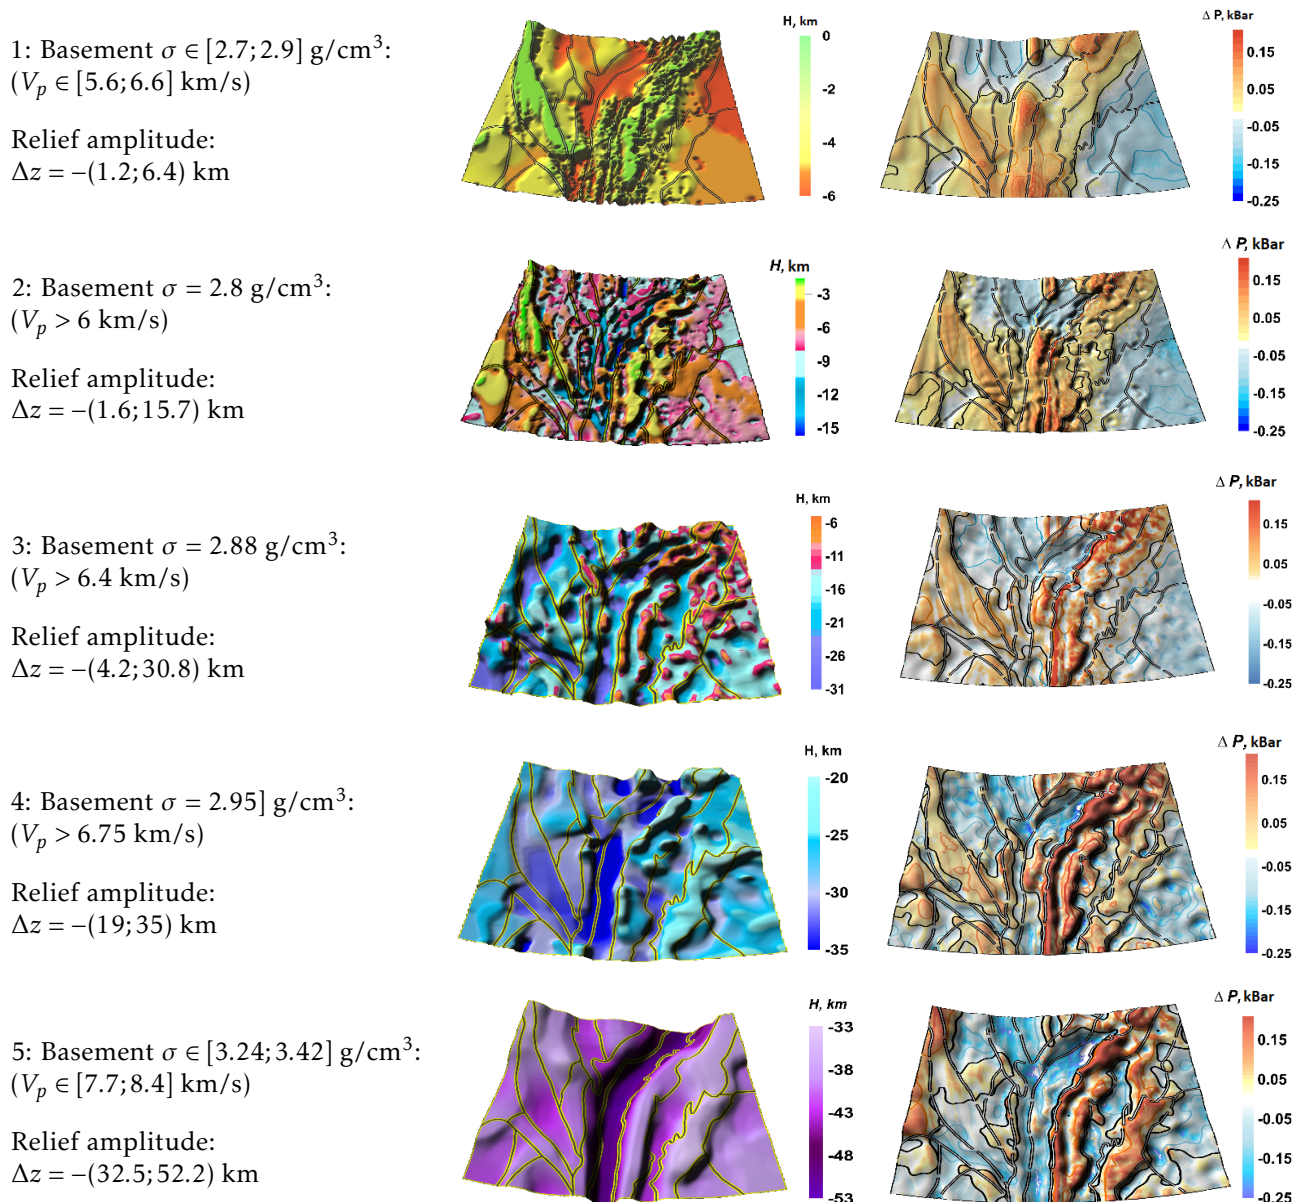 1: Basement σ ∈ [2.7; 2.9] g/cm³:
(Vₚ ∈ [5.6; 6.6] km/s)
Relief amplitude:
Δz = −(1.2; 6.4) km
H, km
0
-2
-4
-6
Δ P, kBar
0.15
0.05
-0.05
-0.15
-0.25
2: Basement σ = 2.8 g/cm³:
(Vₚ > 6 km/s)
Relief amplitude:
Δz = −(1.6; 15.7) km
H, km
-3
-6
-9
-12
-15
Δ P, kBar
0.15
0.05
-0.05
-0.15
-0.25
3: Basement σ = 2.88 g/cm³:
(Vₚ > 6.4 km/s)
Relief amplitude:
Δz = −(4.2; 30.8) km
H, km
-6
-11
-16
-21
-26
-31
Δ P, kBar
0.15
0.05
-0.05
-0.15
-0.25
4: Basement σ = 2.95] g/cm³:
(Vₚ > 6.75 km/s)
Relief amplitude:
Δz = −(19; 35) km
H, km
-20
-25
-30
-35
Δ P, kBar
0.15
0.05
-0.05
-0.15
-0.25
5: Basement σ ∈ [3.24; 3.42] g/cm³:
(Vₚ ∈ [7.7; 8.4] km/s)
Relief amplitude:
Δz = −(32.5; 52.2) km
H, km
-33
-38
-43
-48
-53
Δ P, kBar
0.15
0.05
-0.05
-0.15
-0.25